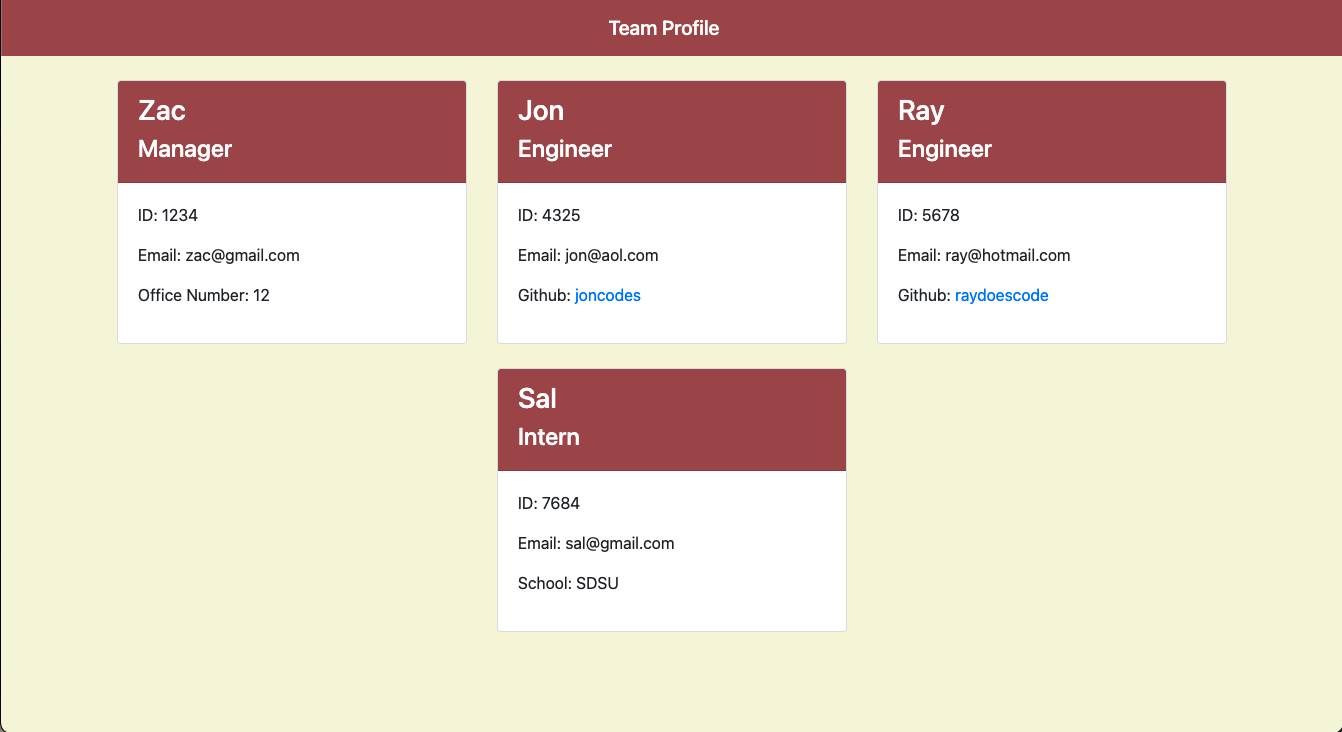 Team Profile
Zac
Manager
ID: 1234
Email: zac@gmail.com
Office Number: 12
Jon
Engineer
ID: 4325
Email: jon@aol.com
Github: joncodes
Ray
Engineer
ID: 5678
Email: ray@hotmail.com
Github: raydoescode
Sal
Intern
ID: 7684
Email: sal@gmail.com
School: SDSU